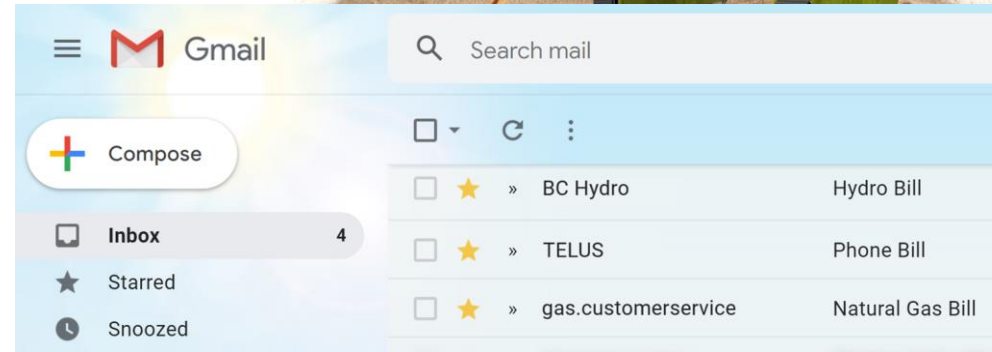 Gmail
Search mail
Compose
Inbox 4
Starred
Snoozed
» BC Hydro Hydro Bill
» TELUS Phone Bill
» gas.customerservice Natural Gas Bill